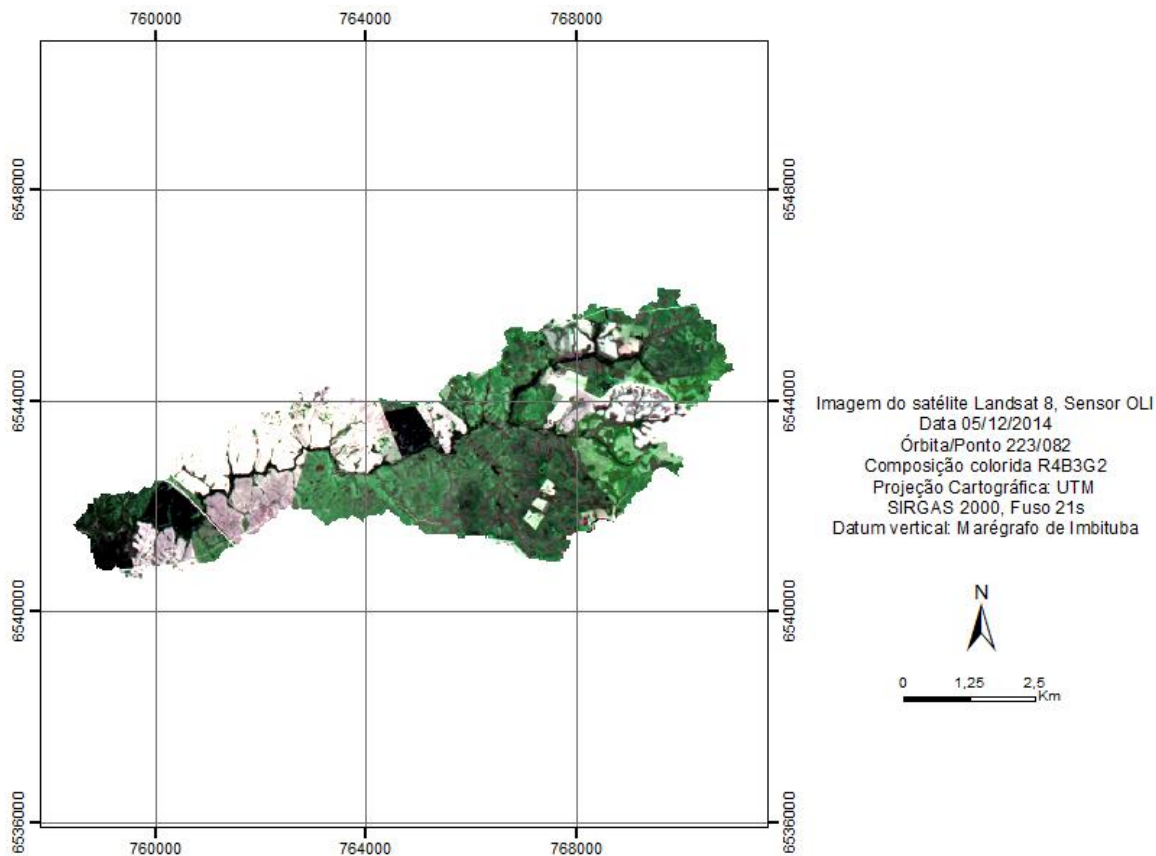 760000
764000
768000
6548000
6548000
6544000
6544000
Imagem do satélite Landsat 8, Sensor OLI
Data 05/12/2014
Órbita/Ponto 223/082
Composição colorida R4B3G2
Projeção Cartográfica: UTM
SIRGAS 2000, Fuso 21s
Datum vertical: Marégrafo de Imbituba
6540000
6540000
N
0 1,25 2,5
Km
6536000
6536000
760000
764000
768000